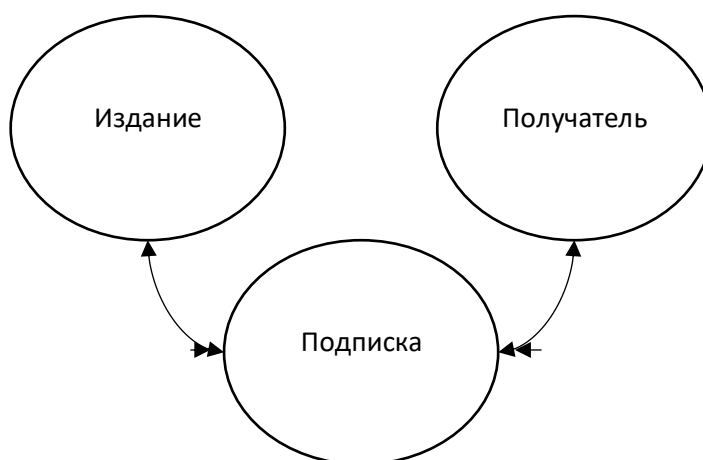 Издание
Получатель
Подписка